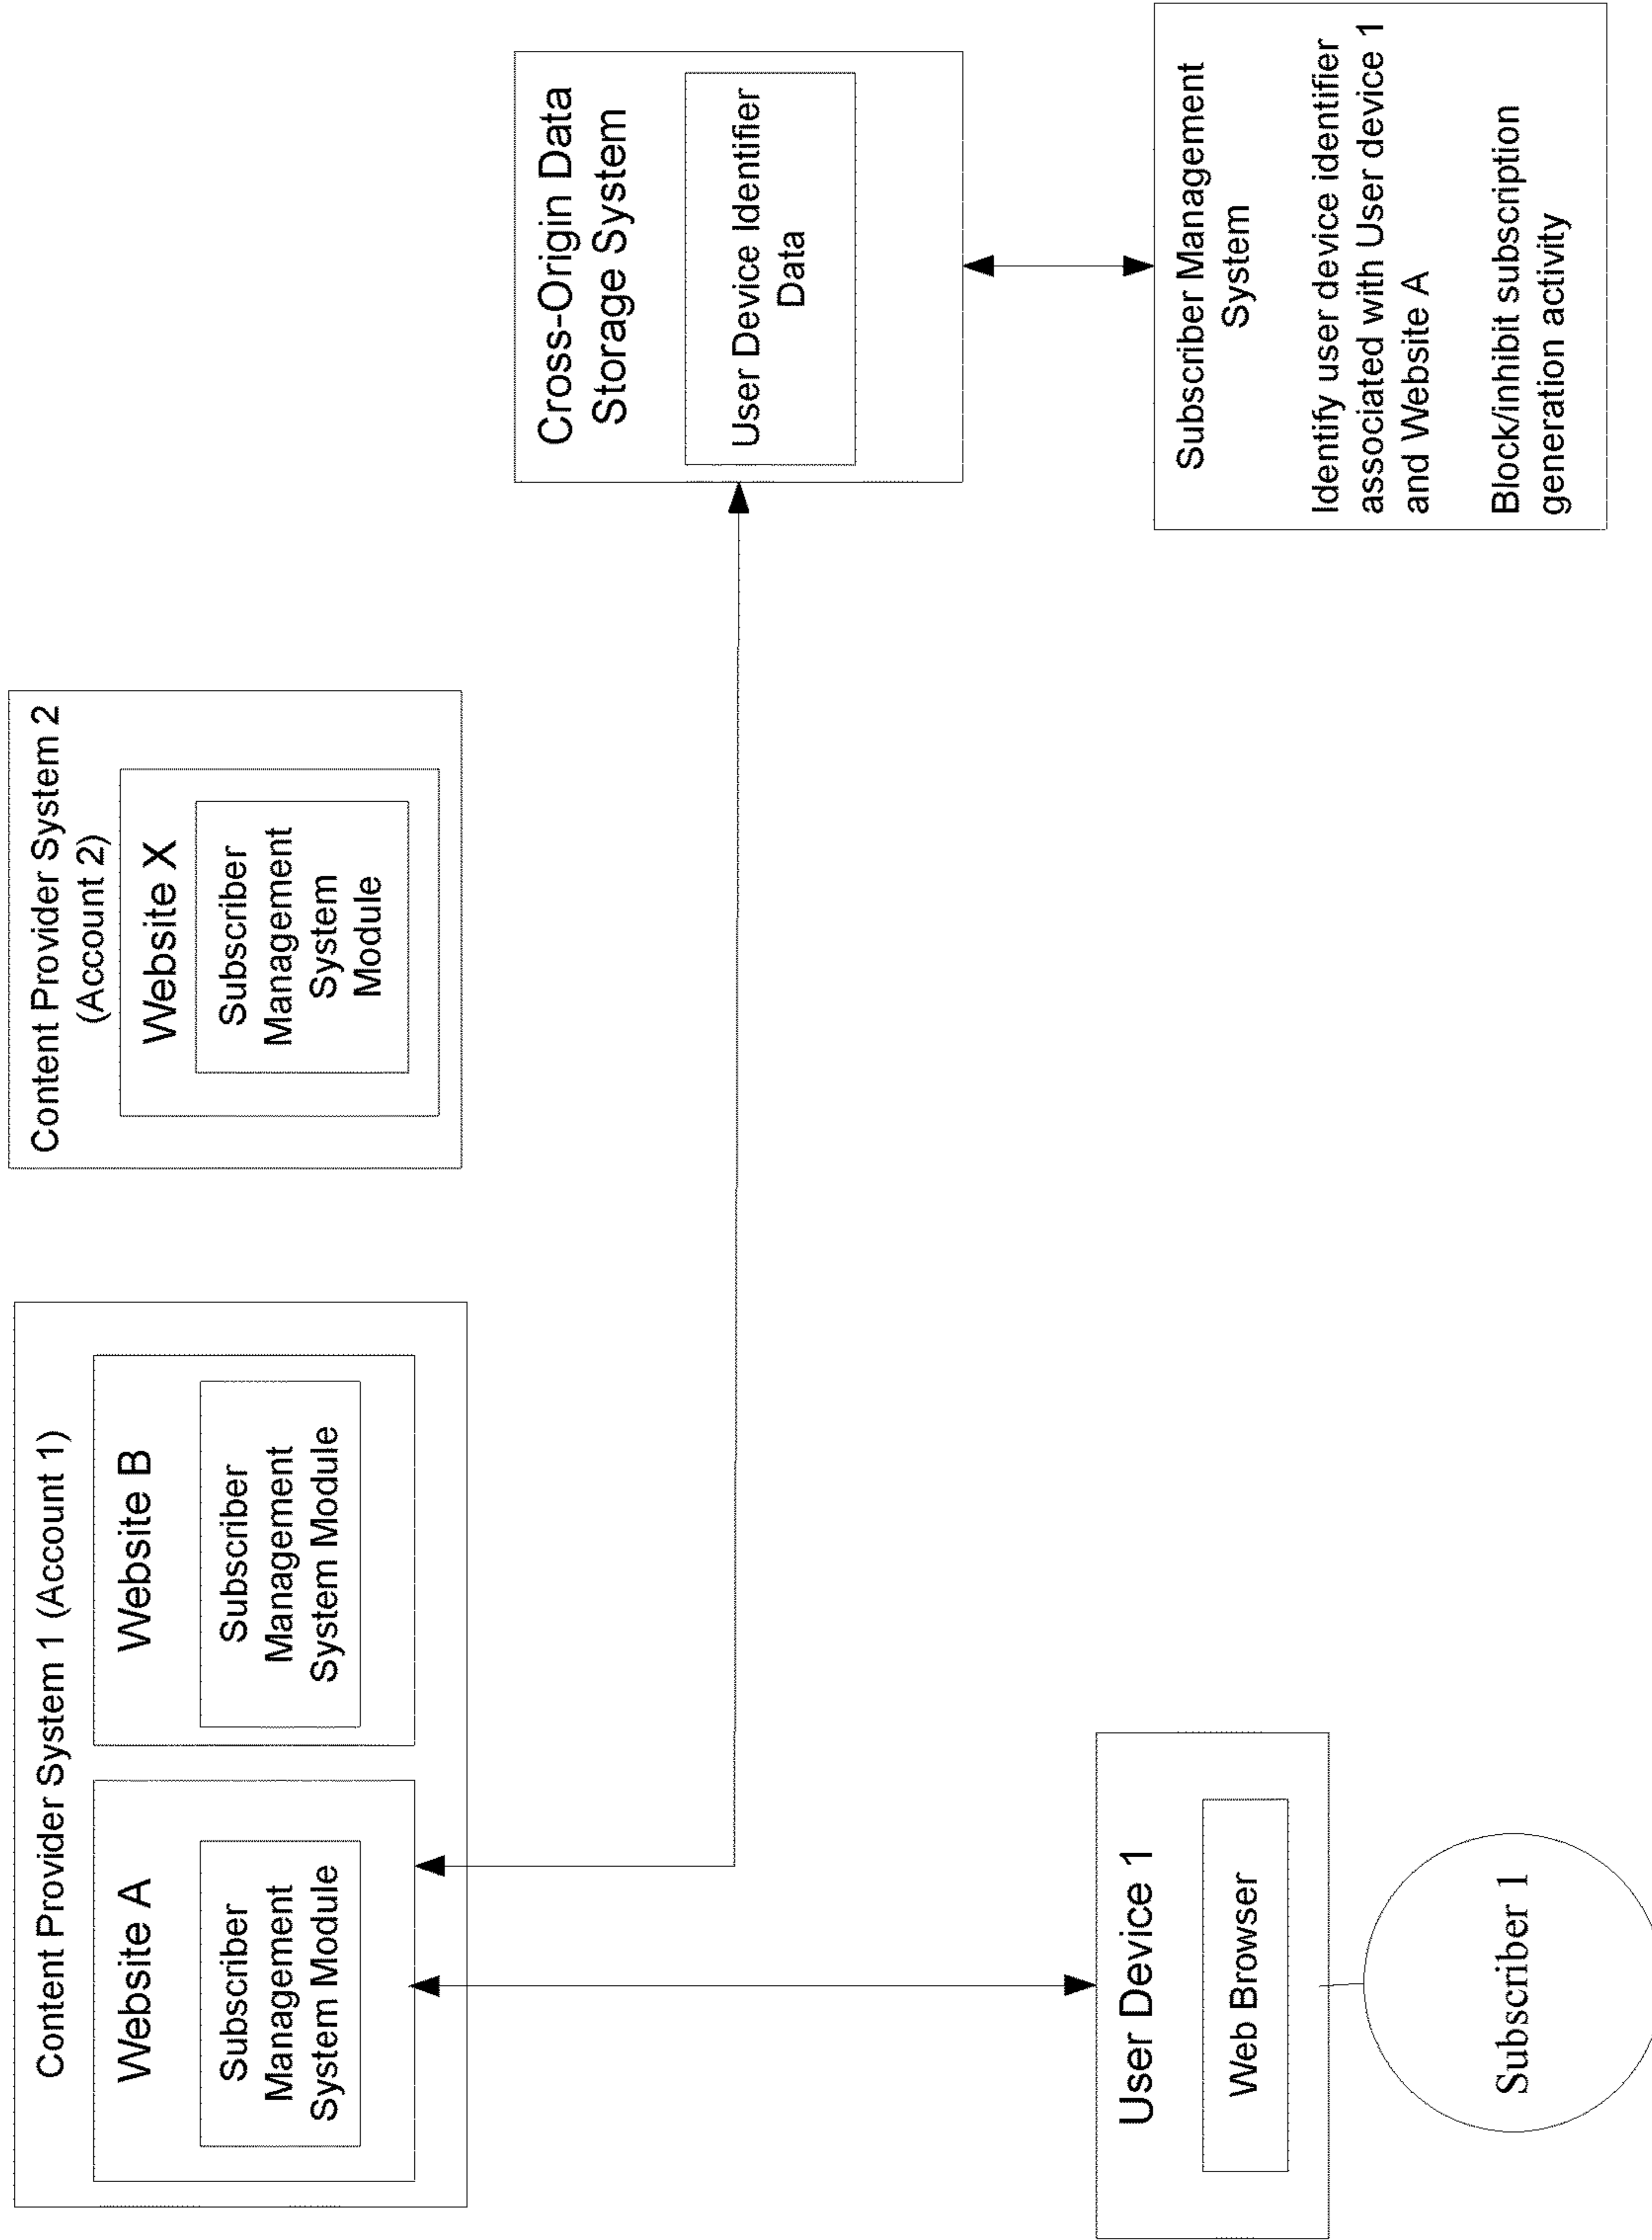 Content Provider System 1 (Account 1)
Website A
Subscriber
Management
System Module
Website B
Subscriber
Management
System Module
Content Provider System 2
(Account 2)
Website X
Subscriber
Management
System
Module
Cross-Origin Data
Storage System
User Device Identifier
Data
User Device 1
Web Browser
Subscriber 1
Subscriber Management
System
Identify user device identifier
associated with User device 1
and Website A
Block/inhibit subscription
generation activity